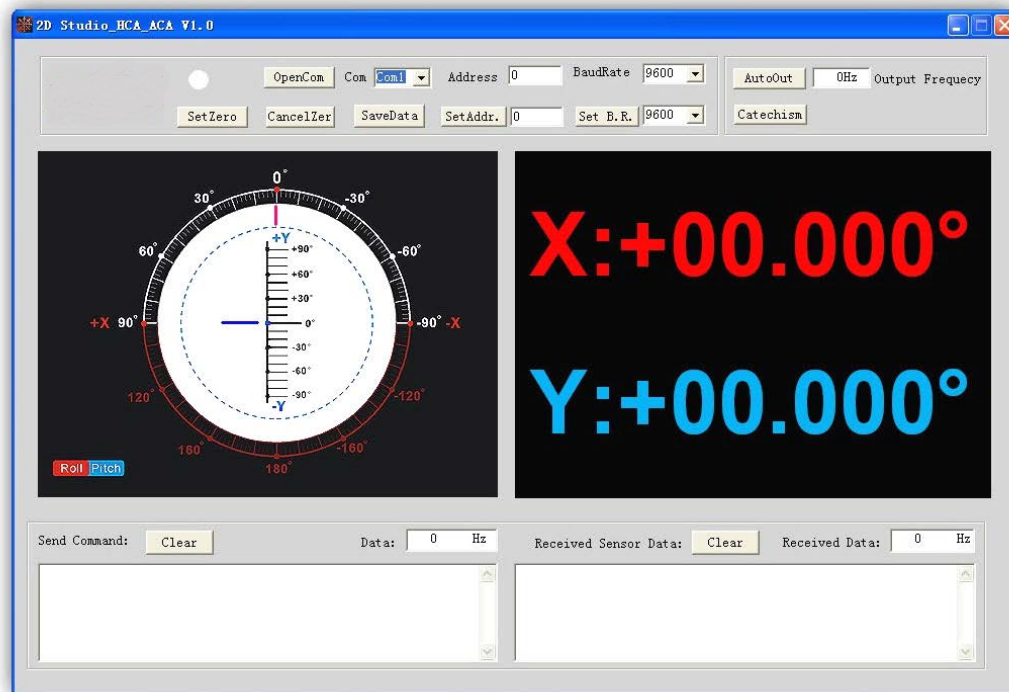 2D Studio_HCA_ACA V1.0
OpenCom Com Com1 Address 0 BaudRate 9600
SetZero CancelZer SaveData SetAddr. 0 Set B.R. 9600
AutoOut 0Hz Output Frequecy
Catechism
0°
30° -30°
60° -60°
+X 90° -90° -X
120° -120°
160° -160°
180°
+Y
+90°
+60°
+30°
0°
-30°
-60°
-90°
-Y
Roll Pitch
X:+00.000°
Y:+00.000°
Send Command: Clear Data: 0 Hz
Received Sensor Data: Clear Received Data: 0 Hz